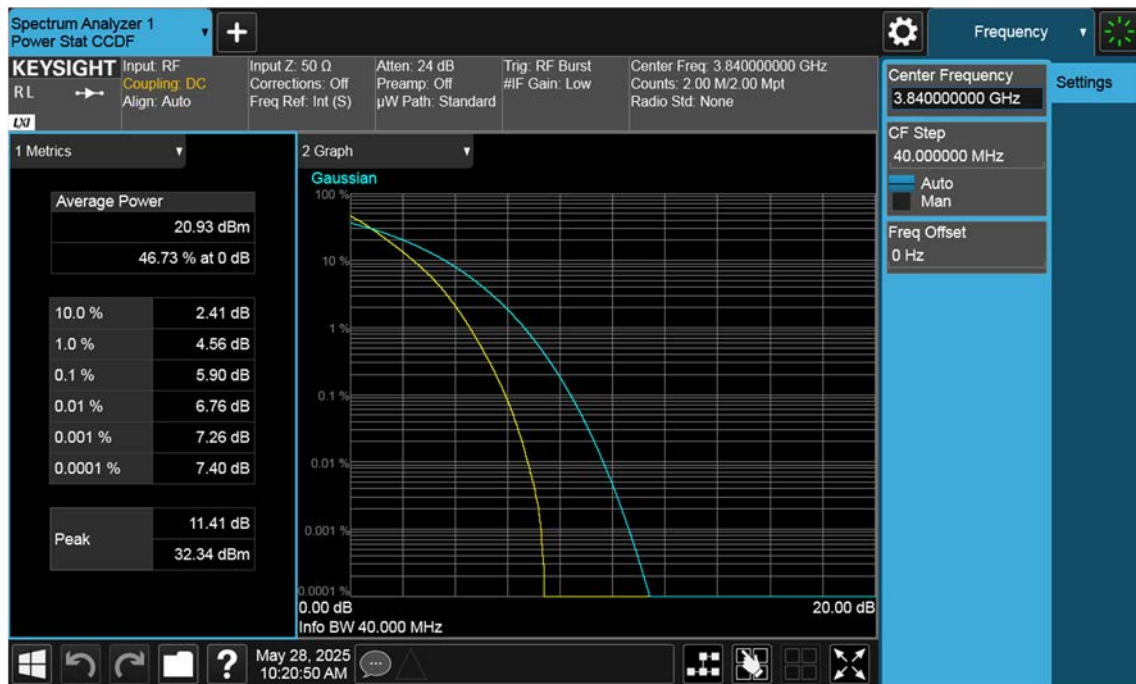 Spectrum Analyzer 1
Power Stat CCDF
+
Frequency
KEYSIGHT
RL
LXI
Input: RF
Coupling: DC
Align: Auto
Input Z: 50 Ω
Corrections: Off
Freq Ref: Int (S)
Atten: 24 dB
Preamp: Off
µW Path: Standard
Trig: RF Burst
#IF Gain: Low
Center Freq: 3.840000000 GHz
Counts: 2.00 M/2.00 Mpt
Radio Std: None
Center Frequency
3.840000000 GHz
Settings
CF Step
40.000000 MHz
Auto
Man
Freq Offset
0 Hz
1 Metrics
Average Power
20.93 dBm
46.73 % at 0 dB
10.0 % 2.41 dB
1.0 % 4.56 dB
0.1 % 5.90 dB
0.01 % 6.76 dB
0.001 % 7.26 dB
0.0001 % 7.40 dB
Peak
11.41 dB
32.34 dBm
2 Graph
Gaussian
100 %
10 %
1 %
0.1 %
0.01 %
0.001 %
0.0001 %
0.00 dB 20.00 dB
Info BW 40.000 MHz
?
May 28, 2025
10:20:50 AM